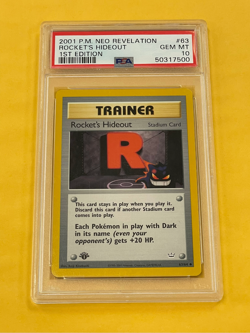 2001 P.M. NEO REVELATION #63
ROCKET'S HIDEOUT GEM MT
1ST EDITION 10
PSA 50317500
TRAINER
Rocket's Hideout Stadium Card
R
This card stays in play when you play it.
Discard this card if another Stadium card
comes into play.
Each Pokémon in play with Dark
in its name (even your
opponent's) gets +20 HP.